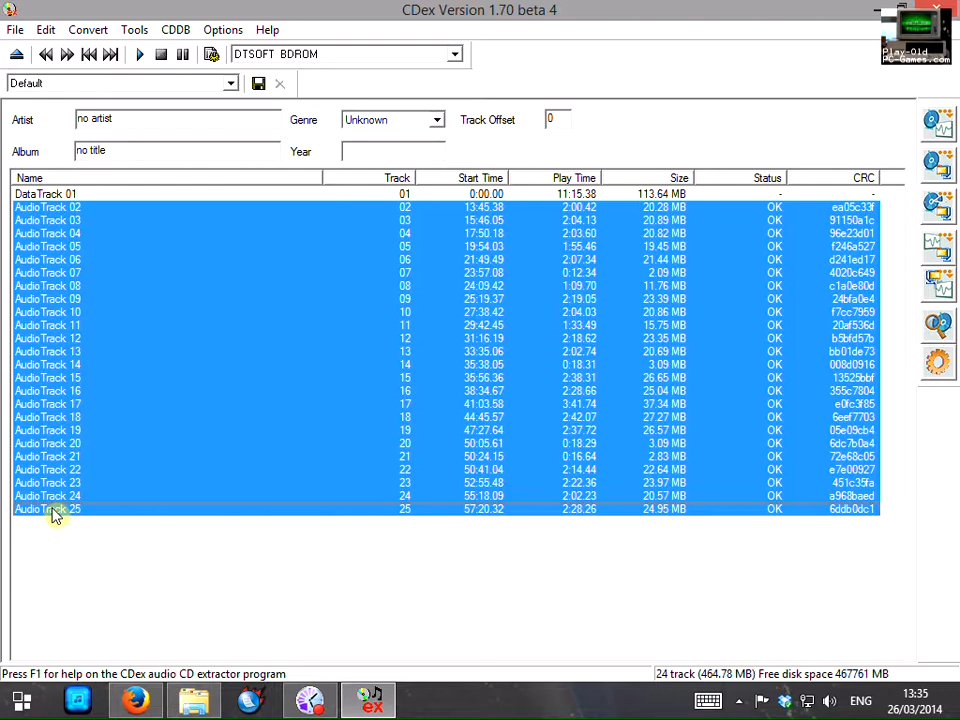 CDex Version 1.70 beta 4
Play-Old
PC-Games.com
File Edit Convert Tools CDDB Options Help
DTSOFT BDROM
Default
Artist no artist Genre Unknown Track Offset 0
Album no title Year
Name Track Start Time Play Time Size Status CRC
DataTrack 01 01 0:00.00 11:15.38 113.64 MB - -
AudioTrack 02 02 13:45.38 2:00.42 20.28 MB OK ea05c33f
AudioTrack 03 03 15:46.05 2:04.13 20.89 MB OK 91150a1c
AudioTrack 04 04 17:50.18 2:03.60 20.82 MB OK 96e23d01
AudioTrack 05 05 19:54.03 1:55.46 19.45 MB OK f246a527
AudioTrack 06 06 21:49.49 2:07.34 21.44 MB OK d241ed17
AudioTrack 07 07 23:57.08 0:12.34 2.09 MB OK 4020c649
AudioTrack 08 08 24:09.42 1:09.70 11.76 MB OK c1a0e80d
AudioTrack 09 09 25:19.37 2:19.05 23.39 MB OK 24bfa0e4
AudioTrack 10 10 27:38.42 2:04.03 20.86 MB OK f7cc7959
AudioTrack 11 11 29:42.45 1:33.49 15.75 MB OK 20af536d
AudioTrack 12 12 31:16.19 2:18.62 23.35 MB OK b5bfd57b
AudioTrack 13 13 33:35.06 2:02.74 20.69 MB OK bb01de73
AudioTrack 14 14 35:38.05 0:18.31 3.09 MB OK 008d0916
AudioTrack 15 15 35:56.36 2:38.31 26.65 MB OK 13525bbf
AudioTrack 16 16 38:34.67 2:28.66 25.04 MB OK 355c7804
AudioTrack 17 17 41:03.58 3:41.74 37.34 MB OK e0fc3f85
AudioTrack 18 18 44:45.57 2:42.07 27.27 MB OK 6eef7703
AudioTrack 19 19 47:27.64 2:37.72 26.57 MB OK 05e09cb4
AudioTrack 20 20 50:05.61 0:18.29 3.09 MB OK 6dc7b0a4
AudioTrack 21 21 50:24.15 0:16.64 2.83 MB OK 72e68c05
AudioTrack 22 22 50:41.04 2:14.44 22.64 MB OK e7e00927
AudioTrack 23 23 52:55.48 2:22.36 23.97 MB OK 451c35fa
AudioTrack 24 24 55:18.09 2:02.23 20.57 MB OK a968baed
AudioTrack 25 25 57:20.32 2:28.26 24.95 MB OK 6ddb0dc1
Press F1 for help on the CDex audio CD extractor program 24 track (464.78 MB) Free disk space 467761 MB
ex
ENG
13:35
26/03/2014